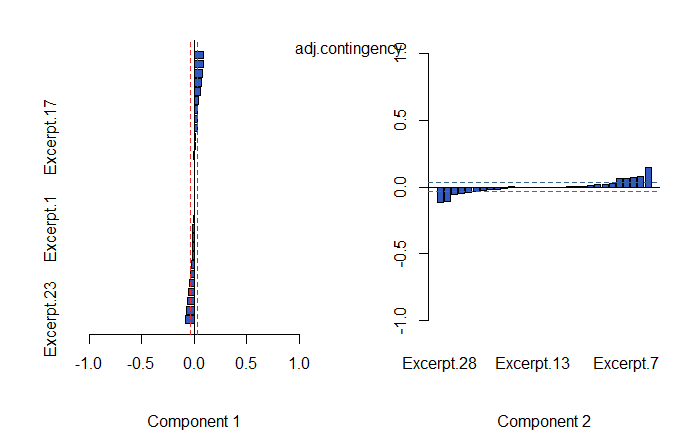 adj.contingency
Excerpt.17
Excerpt.1
Excerpt.23
-1.0 -0.5 0.0 0.5 1.0
Component 1
1.0
0.5
0.0
-0.5
-1.0
Excerpt.28 Excerpt.13 Excerpt.7
Component 2